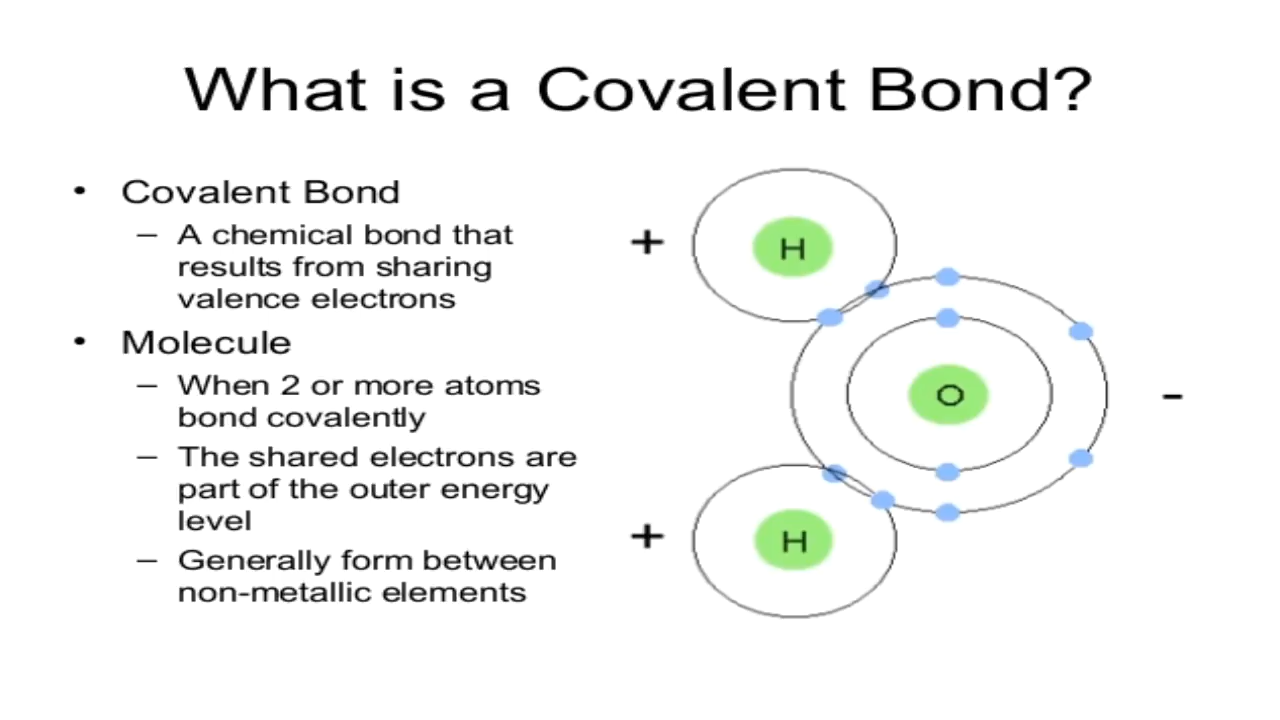 What is a Covalent Bond?
• Covalent Bond
– A chemical bond that
results from sharing
valence electrons
• Molecule
– When 2 or more atoms
bond covalently
– The shared electrons are
part of the outer energy
level
– Generally form between
non-metallic elements
+
H
O
-
+
H